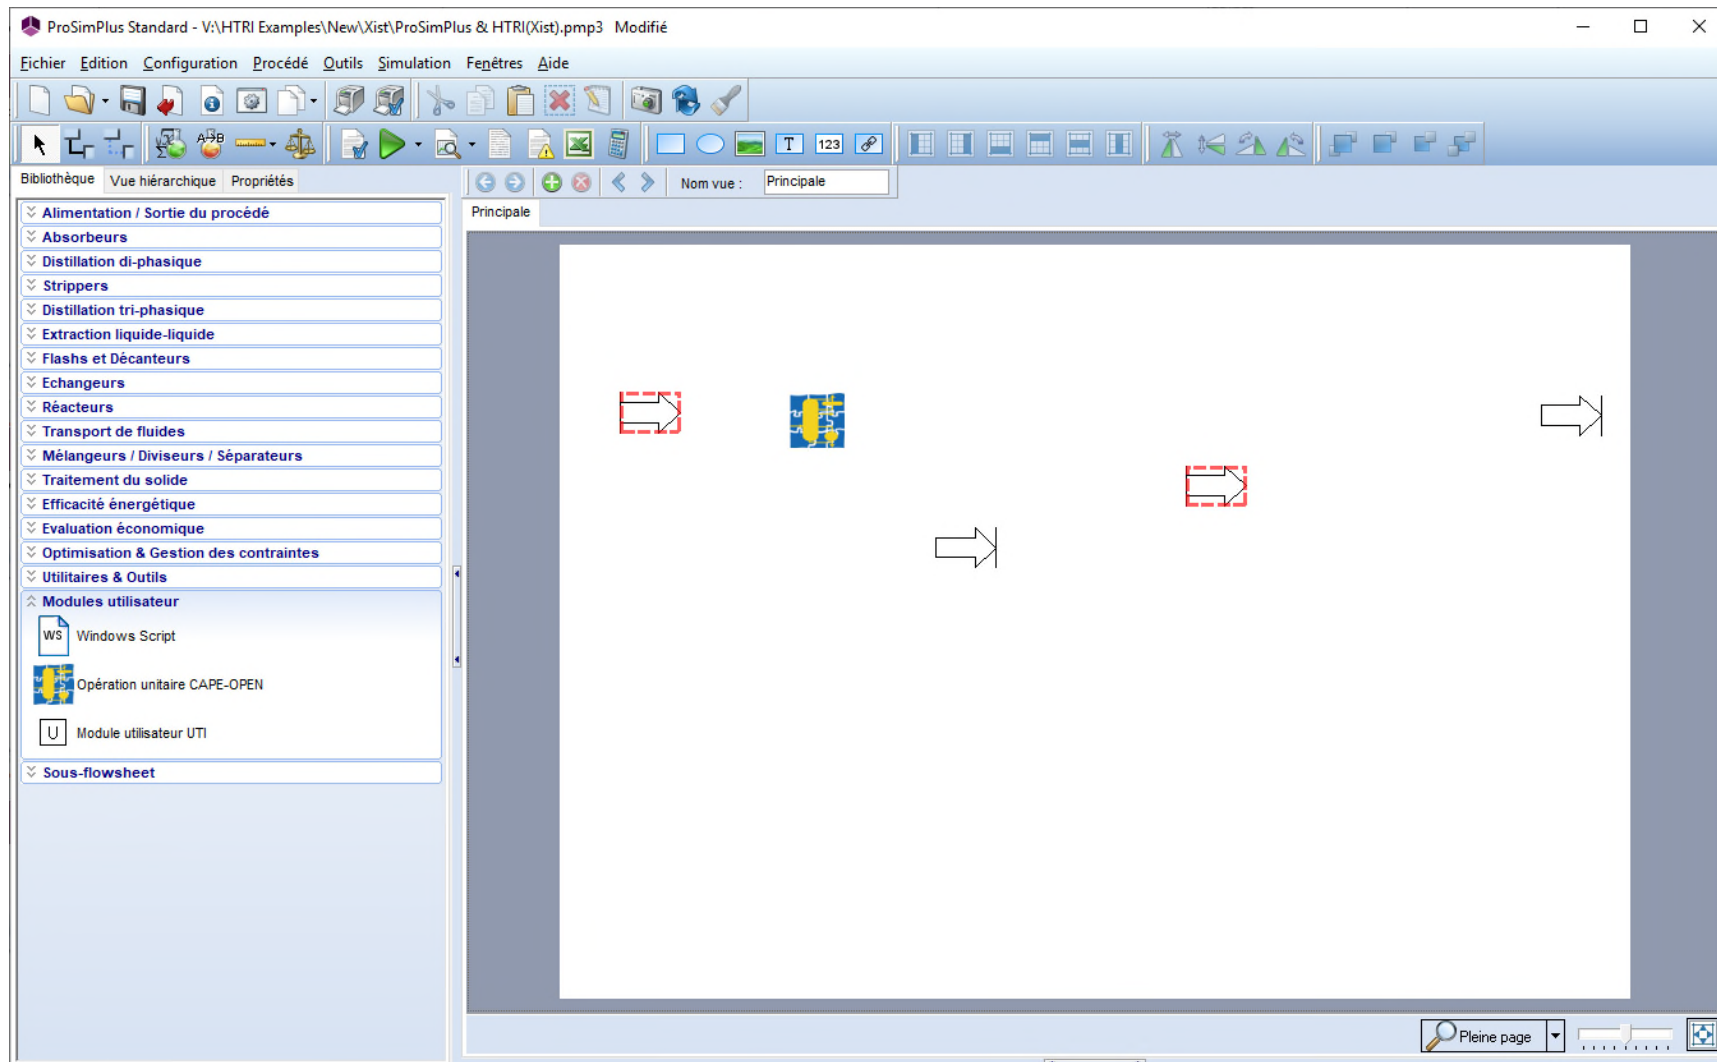 ProSimPlus Standard - V:\HTRI Examples\New\Xist\ProSimPlus & HTRI(Xist).pmp3 Modifié
Fichier Edition Configuration Procédé Outils Simulation Fenêtres Aide
A→B
T 123
Bibliothèque Vue hiérarchique Propriétés
Nom vue : Principale
Principale
Alimentation / Sortie du procédé
Absorbeurs
Distillation di-phasique
Strippers
Distillation tri-phasique
Extraction liquide-liquide
Flashs et Décanteurs
Echangeurs
Réacteurs
Transport de fluides
Mélangeurs / Diviseurs / Séparateurs
Traitement du solide
Efficacité énergétique
Evaluation économique
Optimisation & Gestion des contraintes
Utilitaires & Outils
Modules utilisateur
WS Windows Script
Opération unitaire CAPE-OPEN
U Module utilisateur UTI
Sous-flowsheet
Pleine page